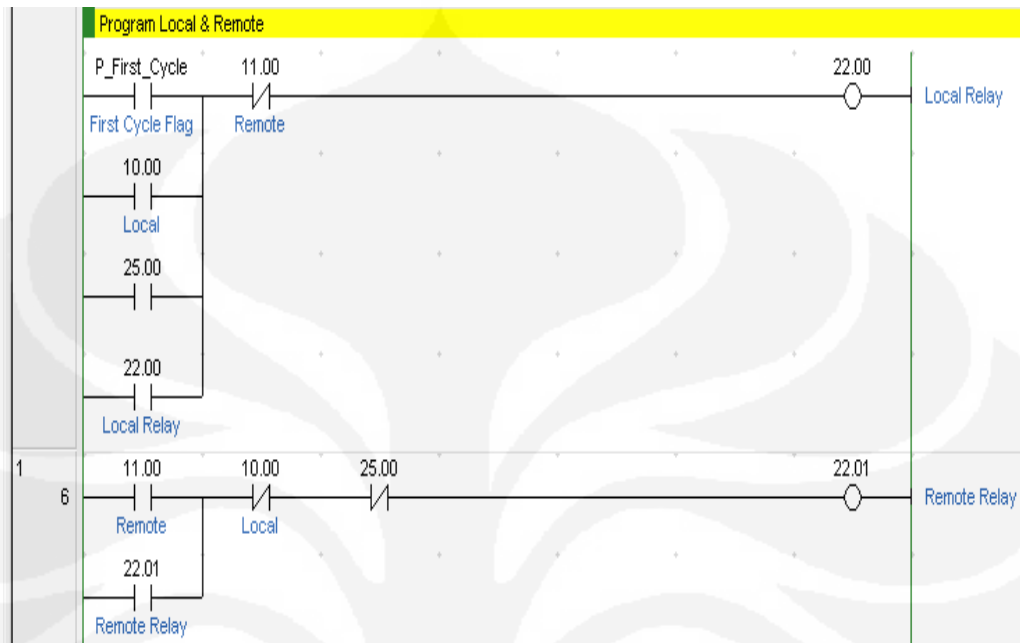 Program Local & Remote
P_First_Cycle 11.00 22.00
Local Relay
First Cycle Flag Remote
10.00
Local
25.00
22.00
Local Relay
1 11.00 10.00 25.00 22.01
6 Remote Relay
Remote Local
22.01
Remote Relay